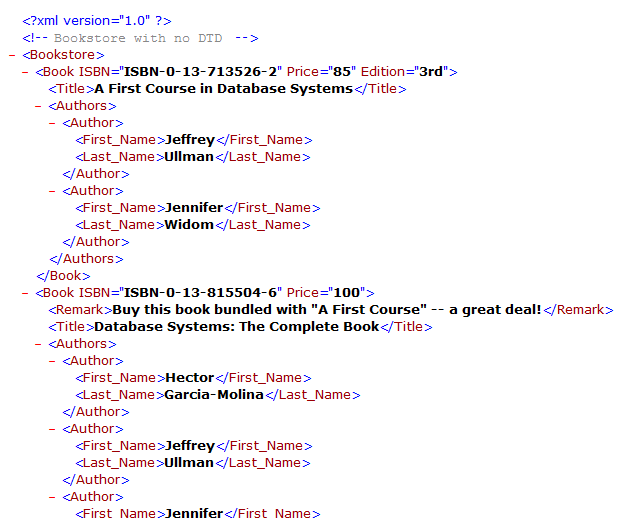 <?xml version="1.0" ?>
<!-- Bookstore with no DTD -->
- <Bookstore>
- <Book ISBN="ISBN-0-13-713526-2" Price="85" Edition="3rd">
<Title>A First Course in Database Systems</Title>
- <Authors>
- <Author>
<First_Name>Jeffrey</First_Name>
<Last_Name>Ullman</Last_Name>
</Author>
- <Author>
<First_Name>Jennifer</First_Name>
<Last_Name>Widom</Last_Name>
</Author>
</Authors>
</Book>
- <Book ISBN="ISBN-0-13-815504-6" Price="100">
<Remark>Buy this book bundled with "A First Course" -- a great deal!</Remark>
<Title>Database Systems: The Complete Book</Title>
- <Authors>
- <Author>
<First_Name>Hector</First_Name>
<Last_Name>Garcia-Molina</Last_Name>
</Author>
- <Author>
<First_Name>Jeffrey</First_Name>
<Last_Name>Ullman</Last_Name>
</Author>
- <Author>
<First_Name>Jennifer</First_Name>